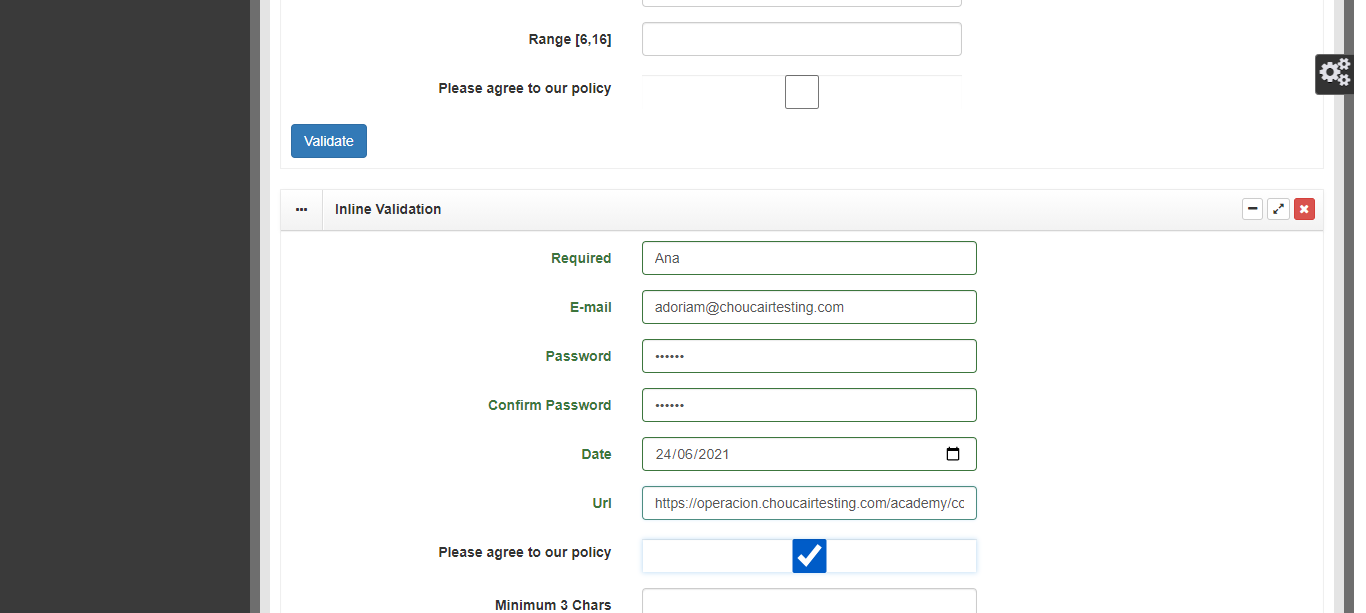 Range [6,16]
Please agree to our policy
Validate
Inline Validation
Required Ana
E-mail adoriam@choucairtesting.com
Password ••••••
Confirm Password ••••••
Date 24/06/2021
Url https://operacion.choucairtesting.com/academy/cc
Please agree to our policy
Minimum 3 Chars